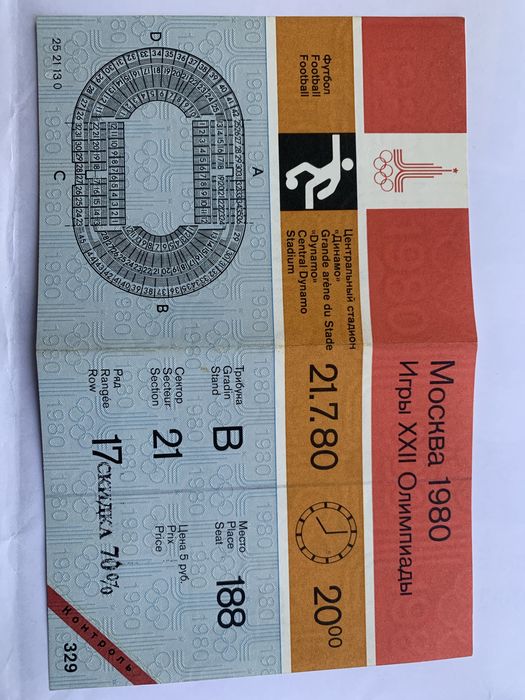 Москва 1980
Игры XXII Олимпиады
Футбол
Football
Football
Центральный стадион
«Динамо»
Grande arène du Stade
«Dynamo»
Central Dynamo
Stadium
21.7.80
20 00
25 21 13 0
D
A
C
B
Трибуна
Gradin
Stand
B
Место
Place
Seat
188
Сектор
Secteur
Section
21
Цена 5 руб.
Prix
Price
Ряд
Rangée
Row
17
СКИДКА 70%
Контроль
329